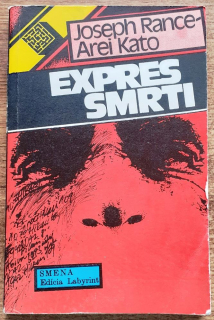 Joseph Rance-
Arei Kato
EXPRES
SMRTI
SMENA
Edícia Labyrint